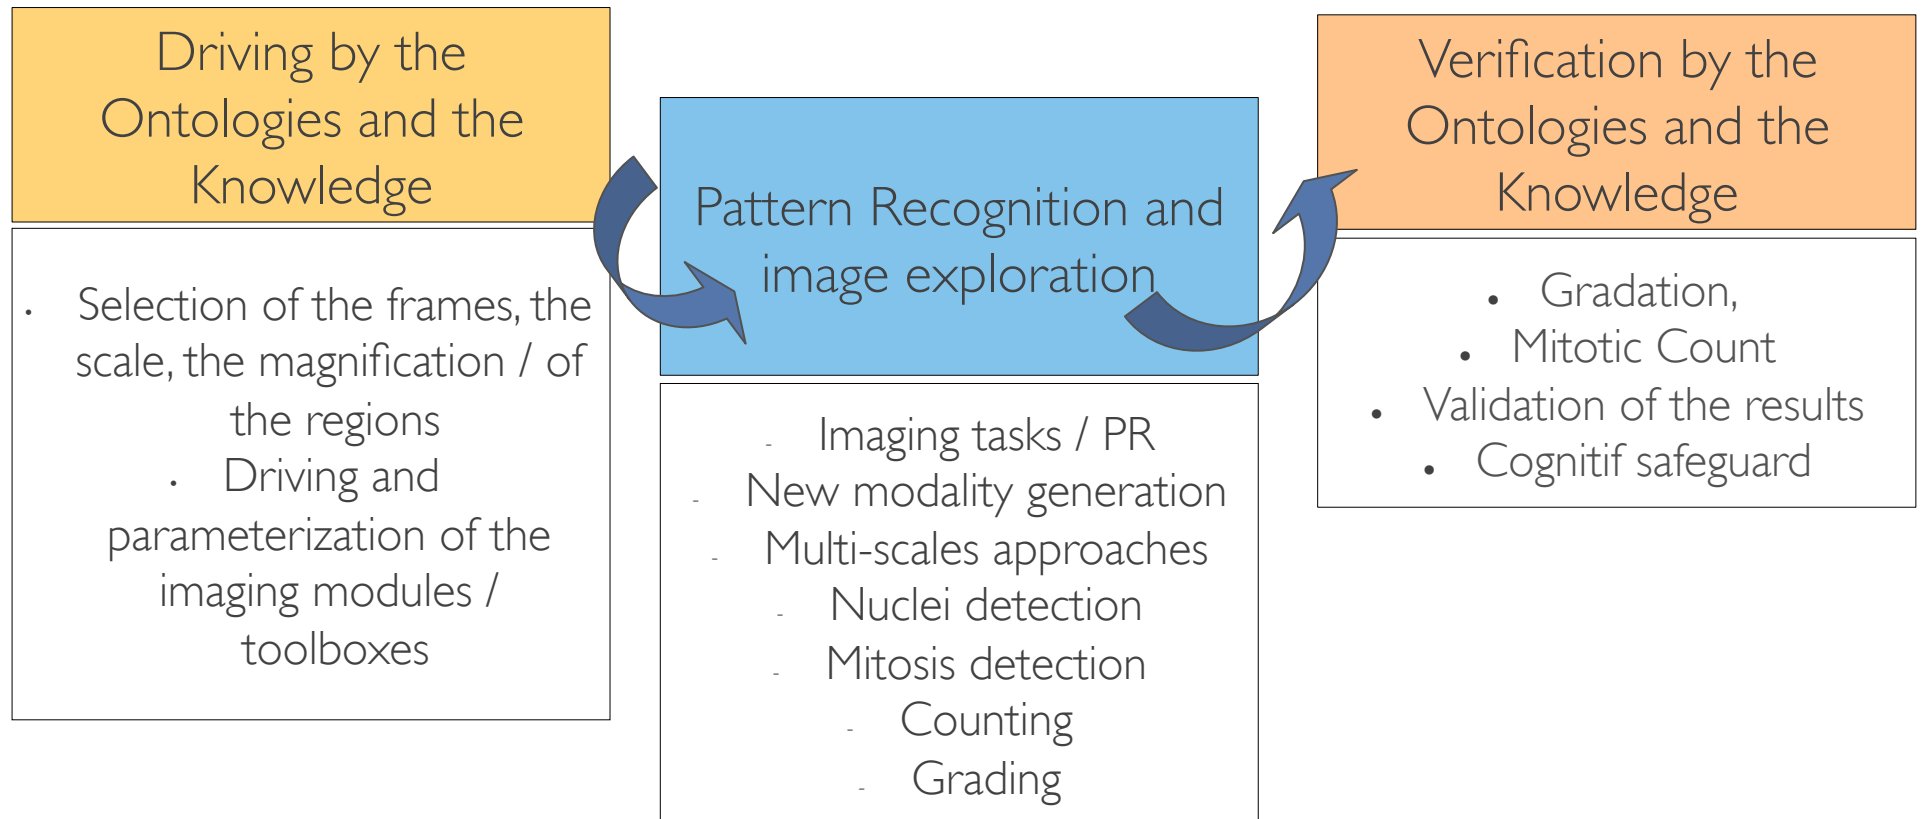 Driving by the
Ontologies and the
Knowledge
• Selection of the frames, the
scale, the magnification / of
the regions
• Driving and
parameterization of the
imaging modules /
toolboxes
Pattern Recognition and
image exploration
- Imaging tasks / PR
- New modality generation
- Multi-scales approaches
- Nuclei detection
- Mitosis detection
- Counting
- Grading
Verification by the
Ontologies and the
Knowledge
• Gradation,
• Mitotic Count
• Validation of the results
• Cognitif safeguard